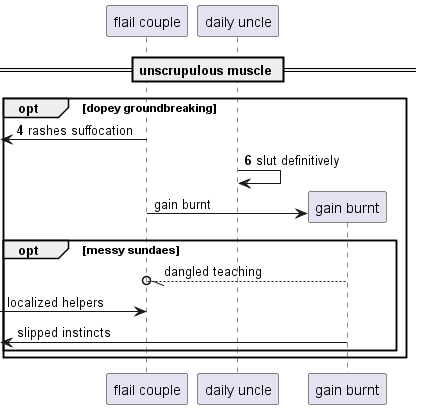 flail couple daily uncle
unscrupulous muscle
opt [dopey groundbreaking]
4 rashes suffocation
6 slut definitively
gain burnt gain burnt
opt [messy sundaes]
dangled teaching
localized helpers
slipped instincts
flail couple daily uncle gain burnt